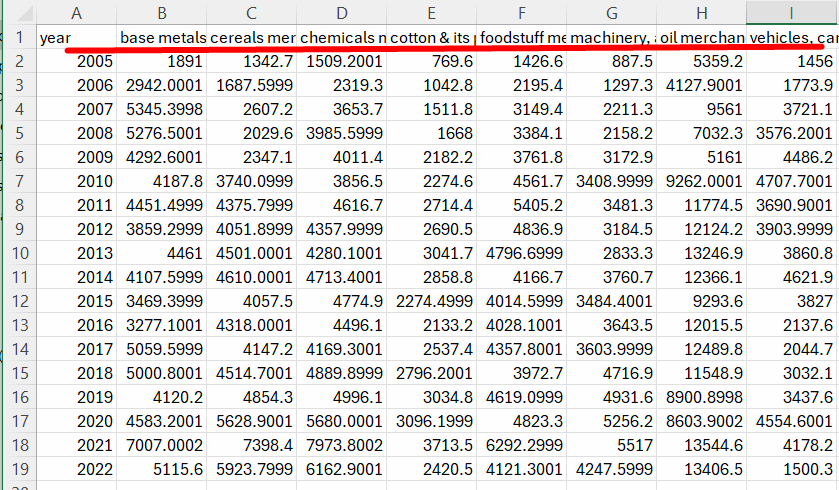 A B C D E F G H I
1 year base metals cereals mer chemicals n cotton & its foodstuff me machinery, oil merchan vehicles, car
2 2005 1891 1342.7 1509.2001 769.6 1426.6 887.5 5359.2 1456
3 2006 2942.0001 1687.5999 2319.3 1042.8 2195.4 1297.3 4127.9001 1773.9
4 2007 5345.3998 2607.2 3653.7 1511.8 3149.4 2211.3 9561 3721.1
5 2008 5276.5001 2029.6 3985.5999 1668 3384.1 2158.2 7032.3 3576.2001
6 2009 4292.6001 2347.1 4011.4 2182.2 3761.8 3172.9 5161 4486.2
7 2010 4187.8 3740.0999 3856.5 2274.6 4561.7 3408.9999 9262.0001 4707.7001
8 2011 4451.4999 4375.7999 4616.7 2714.4 5405.2 3481.3 11774.5 3690.9001
9 2012 3859.2999 4051.8999 4357.9999 2690.5 4836.9 3184.5 12124.2 3903.9999
10 2013 4461 4501.0001 4280.1001 3041.7 4796.6999 2833.3 13246.9 3860.8
11 2014 4107.5999 4610.0001 4713.4001 2858.8 4166.7 3760.7 12366.1 4621.9
12 2015 3469.3999 4057.5 4774.9 2274.4999 4014.5999 3484.4001 9293.6 3827
13 2016 3277.1001 4318.0001 4496.1 2133.2 4028.1001 3643.5 12015.5 2137.6
14 2017 5059.5999 4147.2 4169.3001 2537.4 4357.8001 3603.9999 12489.8 2044.7
15 2018 5000.8001 4514.7001 4889.8999 2796.2001 3972.7 4716.9 11548.9 3032.1
16 2019 4120.2 4854.3 4996.1 3034.8 4619.0999 4931.6 8900.8998 3437.6
17 2020 4583.2001 5628.9001 5680.0001 3096.1999 4823.3 5256.2 8603.9002 4554.6001
18 2021 7007.0002 7398.4 7973.8002 3713.5 6292.2999 5517 13544.6 4178.2
19 2022 5115.6 5923.7999 6162.9001 2420.5 4121.3001 4247.5999 13406.5 1500.3